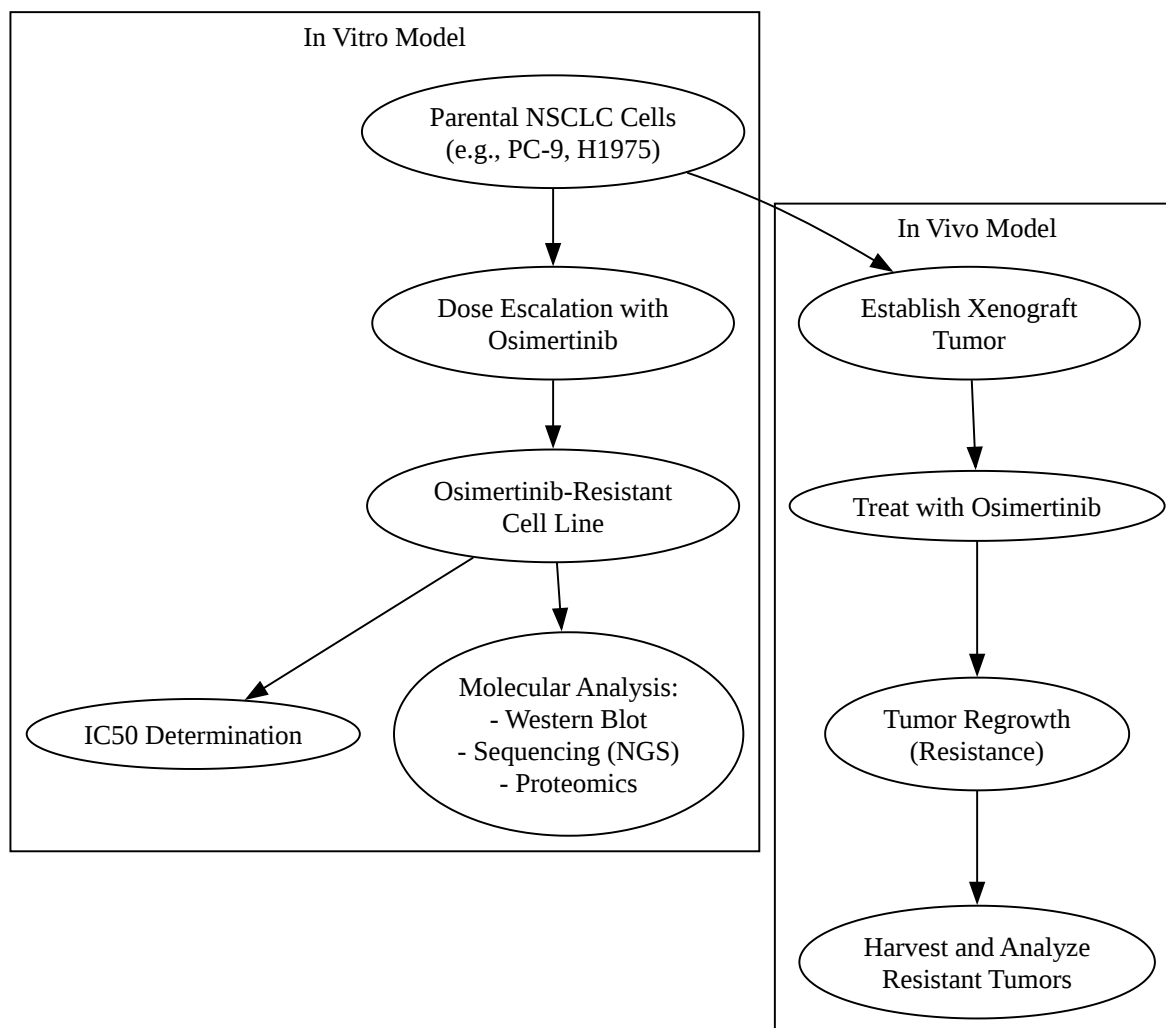 In Vitro Model
Parental NSCLC Cells
(e.g., PC-9, H1975)
Dose Escalation with
Osimertinib
Osimertinib-Resistant
Cell Line
IC50 Determination
Molecular Analysis:
- Western Blot
- Sequencing (NGS)
- Proteomics
In Vivo Model
Establish Xenograft
Tumor
Treat with Osimertinib
Tumor Regrowth
(Resistance)
Harvest and Analyze
Resistant Tumors